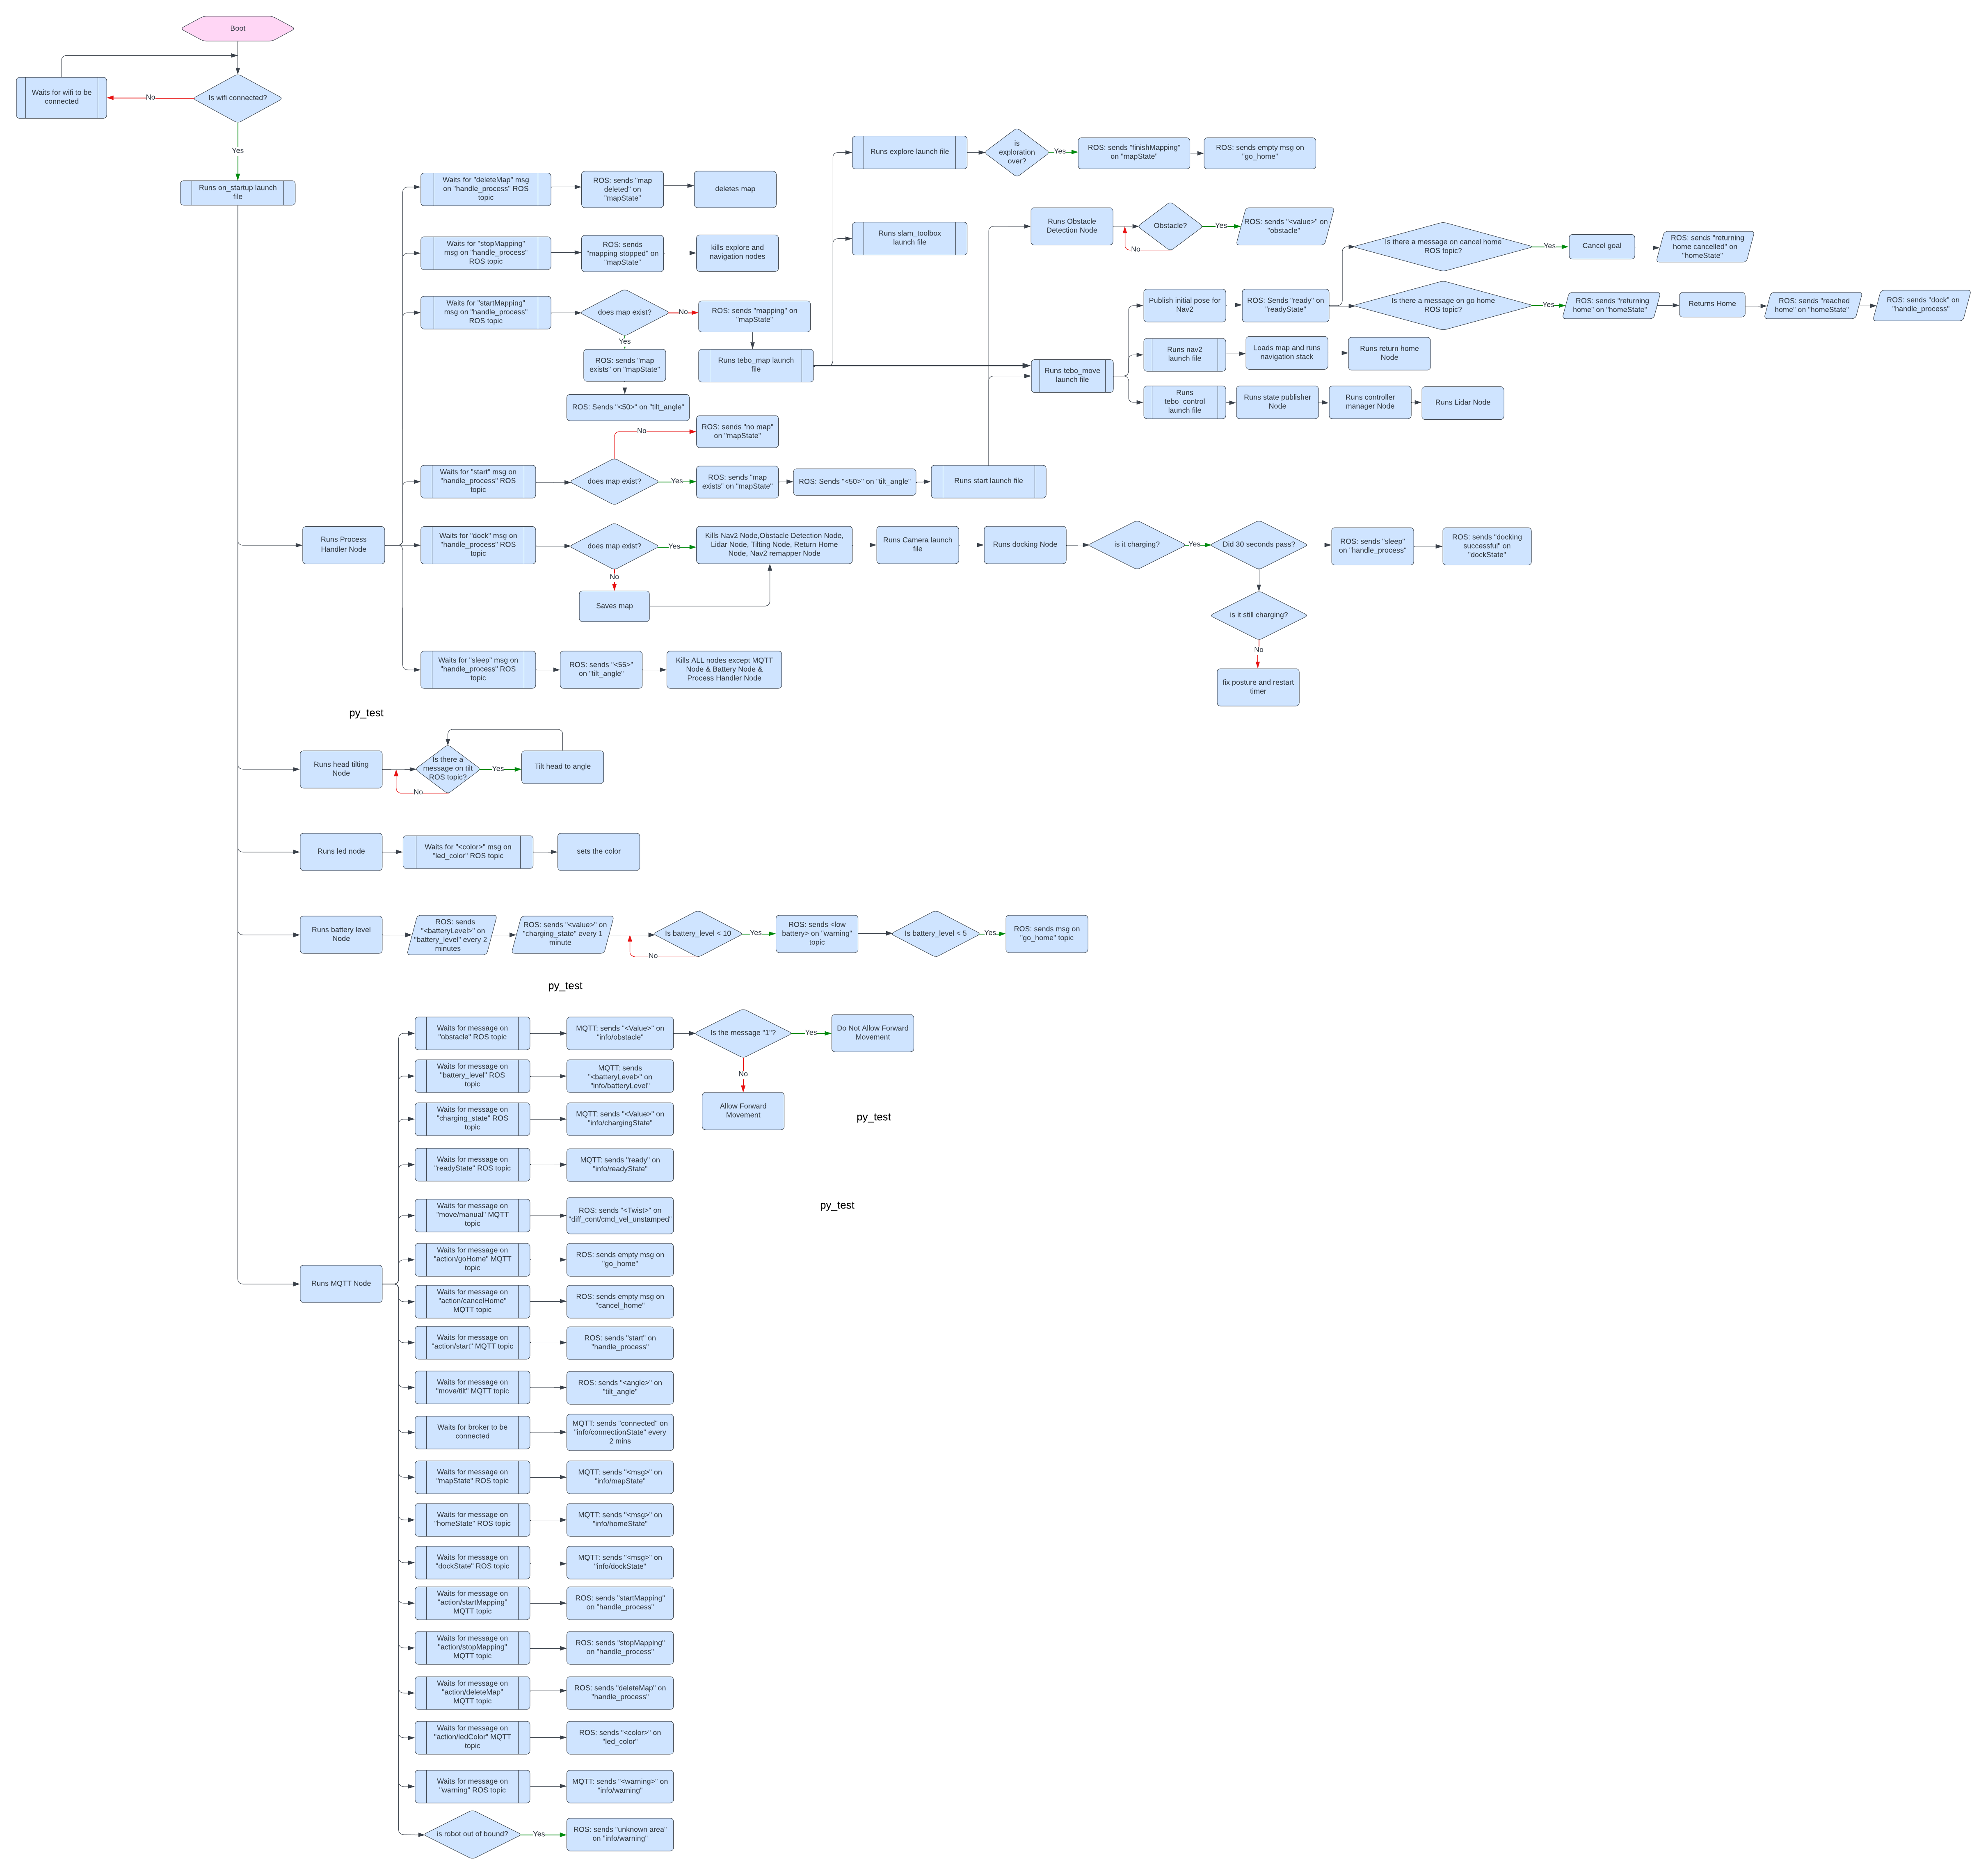 Boot
Waits for wifi to be
connected
No
Is wifi connected?
Yes
Runs on_startup launch
file
Runs explore launch file
is
exploration
over?
Yes
ROS: sends "finishMapping"
on "mapState"
ROS: sends empty msg on
"go_home"
Waits for "deleteMap" msg
on "handle_process" ROS
topic
ROS: sends "map
deleted" on
"mapState"
deletes map
Waits for "stopMapping"
msg on "handle_process"
ROS topic
ROS: sends
"mapping stopped" on
"mapState"
kills explore and
navigation nodes
Runs slam_toolbox
launch file
Runs Obstacle
Detection Node
Obstacle?
Yes
No
ROS: sends "<value>" on
"obstacle"
Is there a message on cancel home
ROS topic?
Yes
Cancel goal
ROS: sends "returning
home cancelled" on
"homeState"
Waits for "startMapping"
msg on "handle_process"
ROS topic
does map exist?
No
ROS: sends "mapping" on
"mapState"
Yes
ROS: sends "map
exists" on "mapState"
ROS: Sends "<50>" on "tilt_angle"
Runs tebo_map launch
file
Runs tebo_move
launch file
Publish initial pose for
Nav2
ROS: Sends "ready" on
"readyState"
Is there a message on go home
ROS topic?
Yes
ROS: sends "returning
home" on "homeState"
Returns Home
ROS: sends "reached
home" on "homeState"
ROS: sends "dock" on
"handle_process"
Runs nav2
launch file
Loads map and runs
navigation stack
Runs return home
Node
Runs
tebo_control
launch file
Runs state publisher
Node
Runs controller
manager Node
Runs Lidar Node
Waits for "start" msg on
"handle_process" ROS
topic
does map exist?
No
ROS: sends "no map"
on "mapState"
Yes
ROS: sends "map
exists" on "mapState"
ROS: Sends "<50>" on "tilt_angle"
Runs start launch file
Runs Process
Handler Node
Waits for "dock" msg on
"handle_process" ROS
topic
does map exist?
Yes
No
Saves map
Kills Nav2 Node,Obstacle Detection Node,
Lidar Node, Tilting Node, Return Home
Node, Nav2 remapper Node
Runs Camera launch
file
Runs docking Node
is it charging?
Yes
Did 30 seconds pass?
ROS: sends "sleep"
on "handle_process"
ROS: sends "docking
successful" on
"dockState"
is it still charging?
No
fix posture and restart
timer
Waits for "sleep" msg on
"handle_process" ROS
topic
ROS: sends "<55>"
on "tilt_angle"
Kills ALL nodes except MQTT
Node & Battery Node &
Process Handler Node
py_test
Runs head tilting
Node
Is there a
message on tilt
ROS topic?
Yes
No
Tilt head to angle
Runs led node
Waits for "<color>" msg on
"led_color" ROS topic
sets the color
Runs battery level
Node
ROS: sends
"<batteryLevel>" on
"battery_level" every 2
minutes
ROS: sends "<value>" on
"charging_state" every 1
minute
Is battery_level < 10
Yes
No
ROS: sends <low
battery> on "warning"
topic
Is battery_level < 5
Yes
ROS: sends msg on
"go_home" topic
py_test
Waits for message on
"obstacle" ROS topic
MQTT: sends "<Value>" on
"info/obstacle"
Is the message "1"?
Yes
Do Not Allow Forward
Movement
No
Allow Forward
Movement
Waits for message on
"battery_level" ROS
topic
MQTT: sends
"<batteryLevel>" on
"info/batteryLevel"
Waits for message on
"charging_state" ROS
topic
MQTT: sends "<Value>" on
"info/chargingState"
py_test
Waits for message on
"readyState" ROS topic
MQTT: sends "ready" on
"info/readyState"
Waits for message on
"move/manual" MQTT
topic
ROS: sends "<Twist>" on
"diff_cont/cmd_vel_unstamped"
py_test
Waits for message on
"action/goHome" MQTT
topic
ROS: sends empty msg on
"go_home"
Runs MQTT Node
Waits for message on
"action/cancelHome"
MQTT topic
ROS: sends empty msg on
"cancel_home"
Waits for message on
"action/start" MQTT topic
ROS: sends "start" on
"handle_process"
Waits for message on
"move/tilt" MQTT topic
ROS: sends "<angle>" on
"tilt_angle"
Waits for broker to be
connected
MQTT: sends "connected" on
"info/connectionState" every
2 mins
Waits for message on
"mapState" ROS topic
MQTT: sends "<msg>" on
"info/mapState"
Waits for message on
"homeState" ROS topic
MQTT: sends "<msg>" on
"info/homeState"
Waits for message on
"dockState" ROS topic
MQTT: sends "<msg>" on
"info/dockState"
Waits for message on
"action/startMapping"
MQTT topic
ROS: sends "startMapping"
on "handle_process"
Waits for message on
"action/stopMapping"
MQTT topic
ROS: sends "stopMapping"
on "handle_process"
Waits for message on
"action/deleteMap"
MQTT topic
ROS: sends "deleteMap" on
"handle_process"
Waits for message on
"action/ledColor" MQTT
topic
ROS: sends "<color>" on
"led_color"
Waits for message on
"warning" ROS topic
MQTT: sends "<warning>" on
"info/warning"
is robot out of bound?
Yes
ROS: sends "unknown area"
on "info/warning"